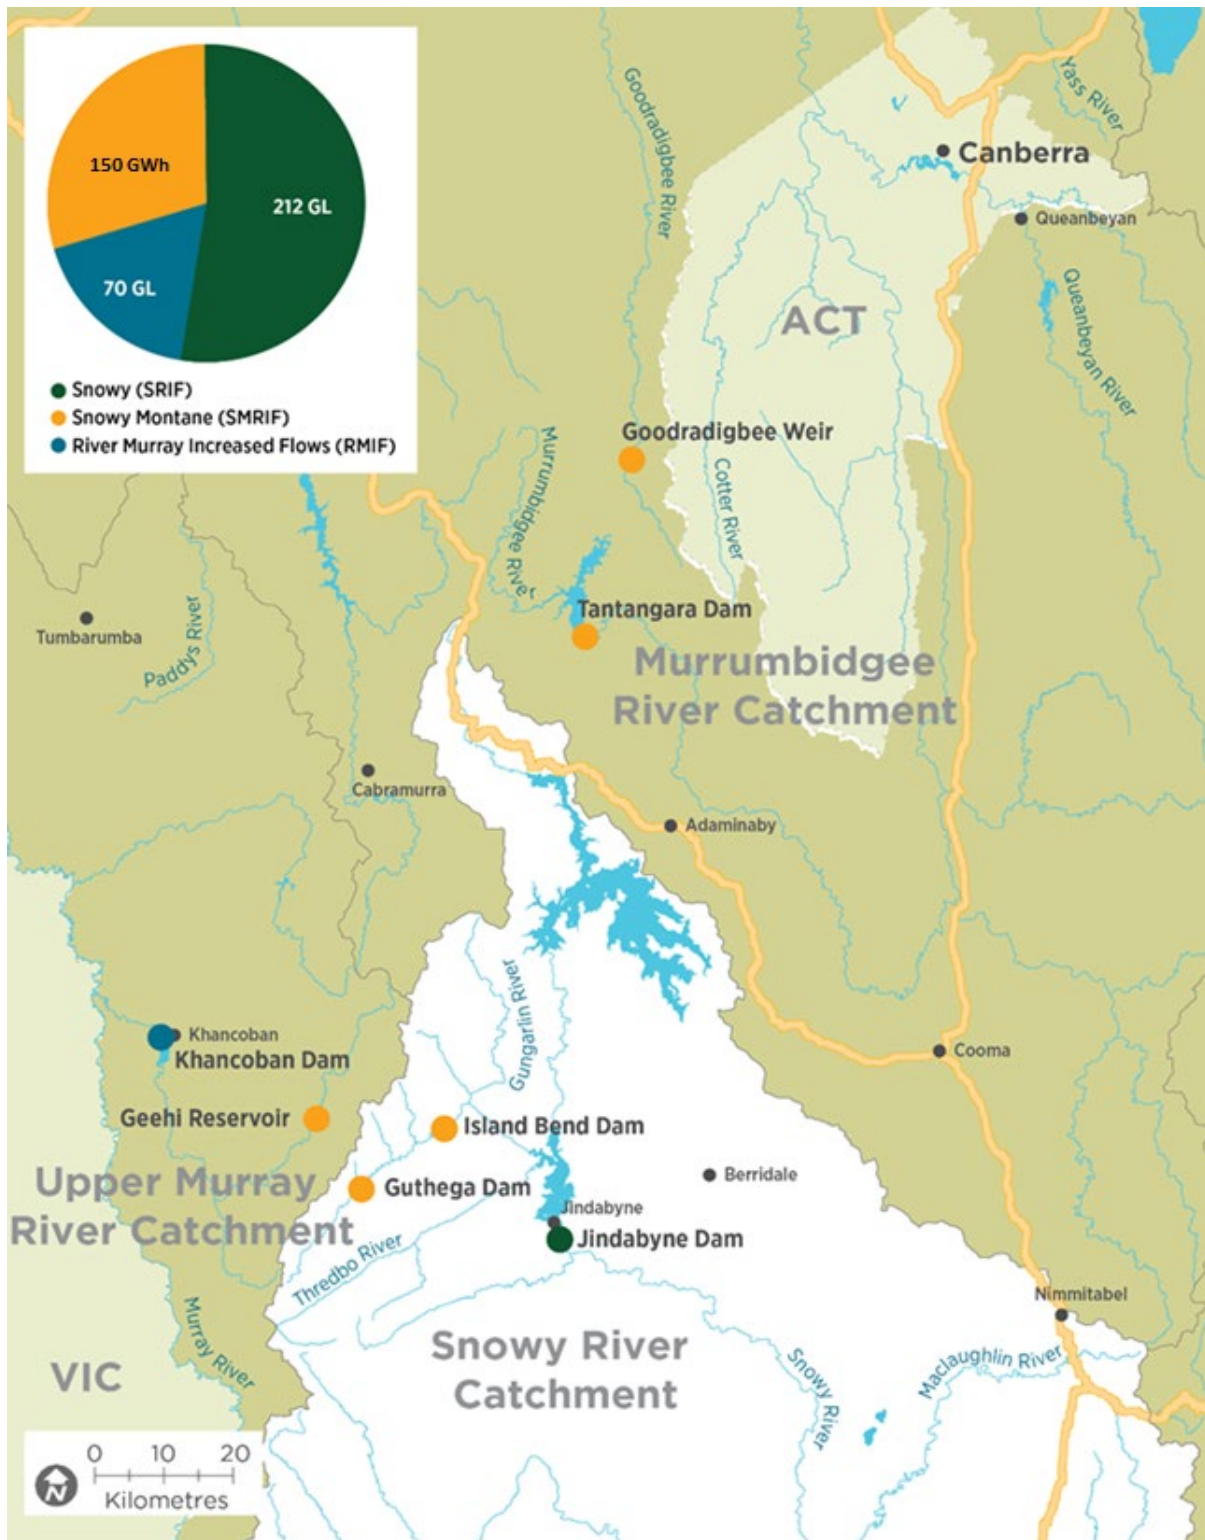 150 GWh
212 GL
70 GL
Snowy (SRIF)
Snowy Montane (SMRIF)
River Murray Increased Flows (RMIF)
Goodradigbee River
Yass River
Canberra
Queanbeyan
Queanbeyan River
ACT
Goodradigbee Weir
Murrumbidgee River
Cotter River
Tantangara Dam
Tumbarumba
Paddys River
Murrumbidgee
River Catchment
Cabramurra
Adaminaby
Gungarlin River
Khancoban
Khancoban Dam
Cooma
Geehi Reservoir
Island Bend Dam
Upper Murray
River Catchment
Guthega Dam
Berridale
Jindabyne
Jindabyne Dam
Thredbo River
Nimmitabel
Murray River
Snowy River
Catchment
Snowy River
Maclaughlin River
VIC
0 10 20
N
Kilometres